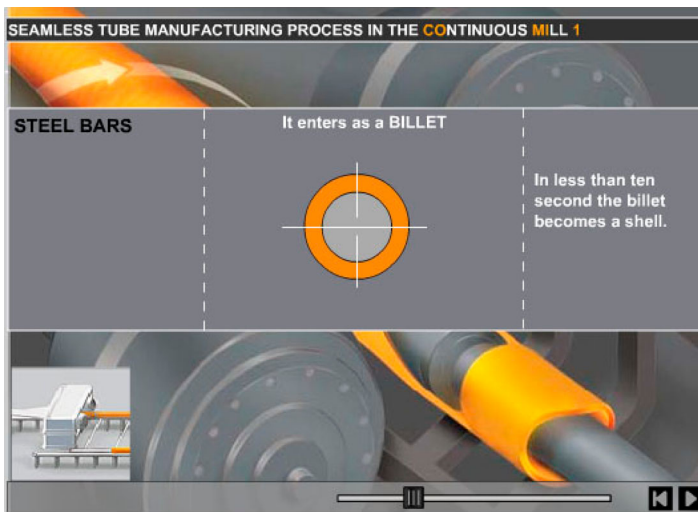 SEAMLESS TUBE MANUFACTURING PROCESS IN THE CONTINUOUS MILL 1
STEEL BARS
It enters as a BILLET
In less than ten
second the billet
becomes a shell.